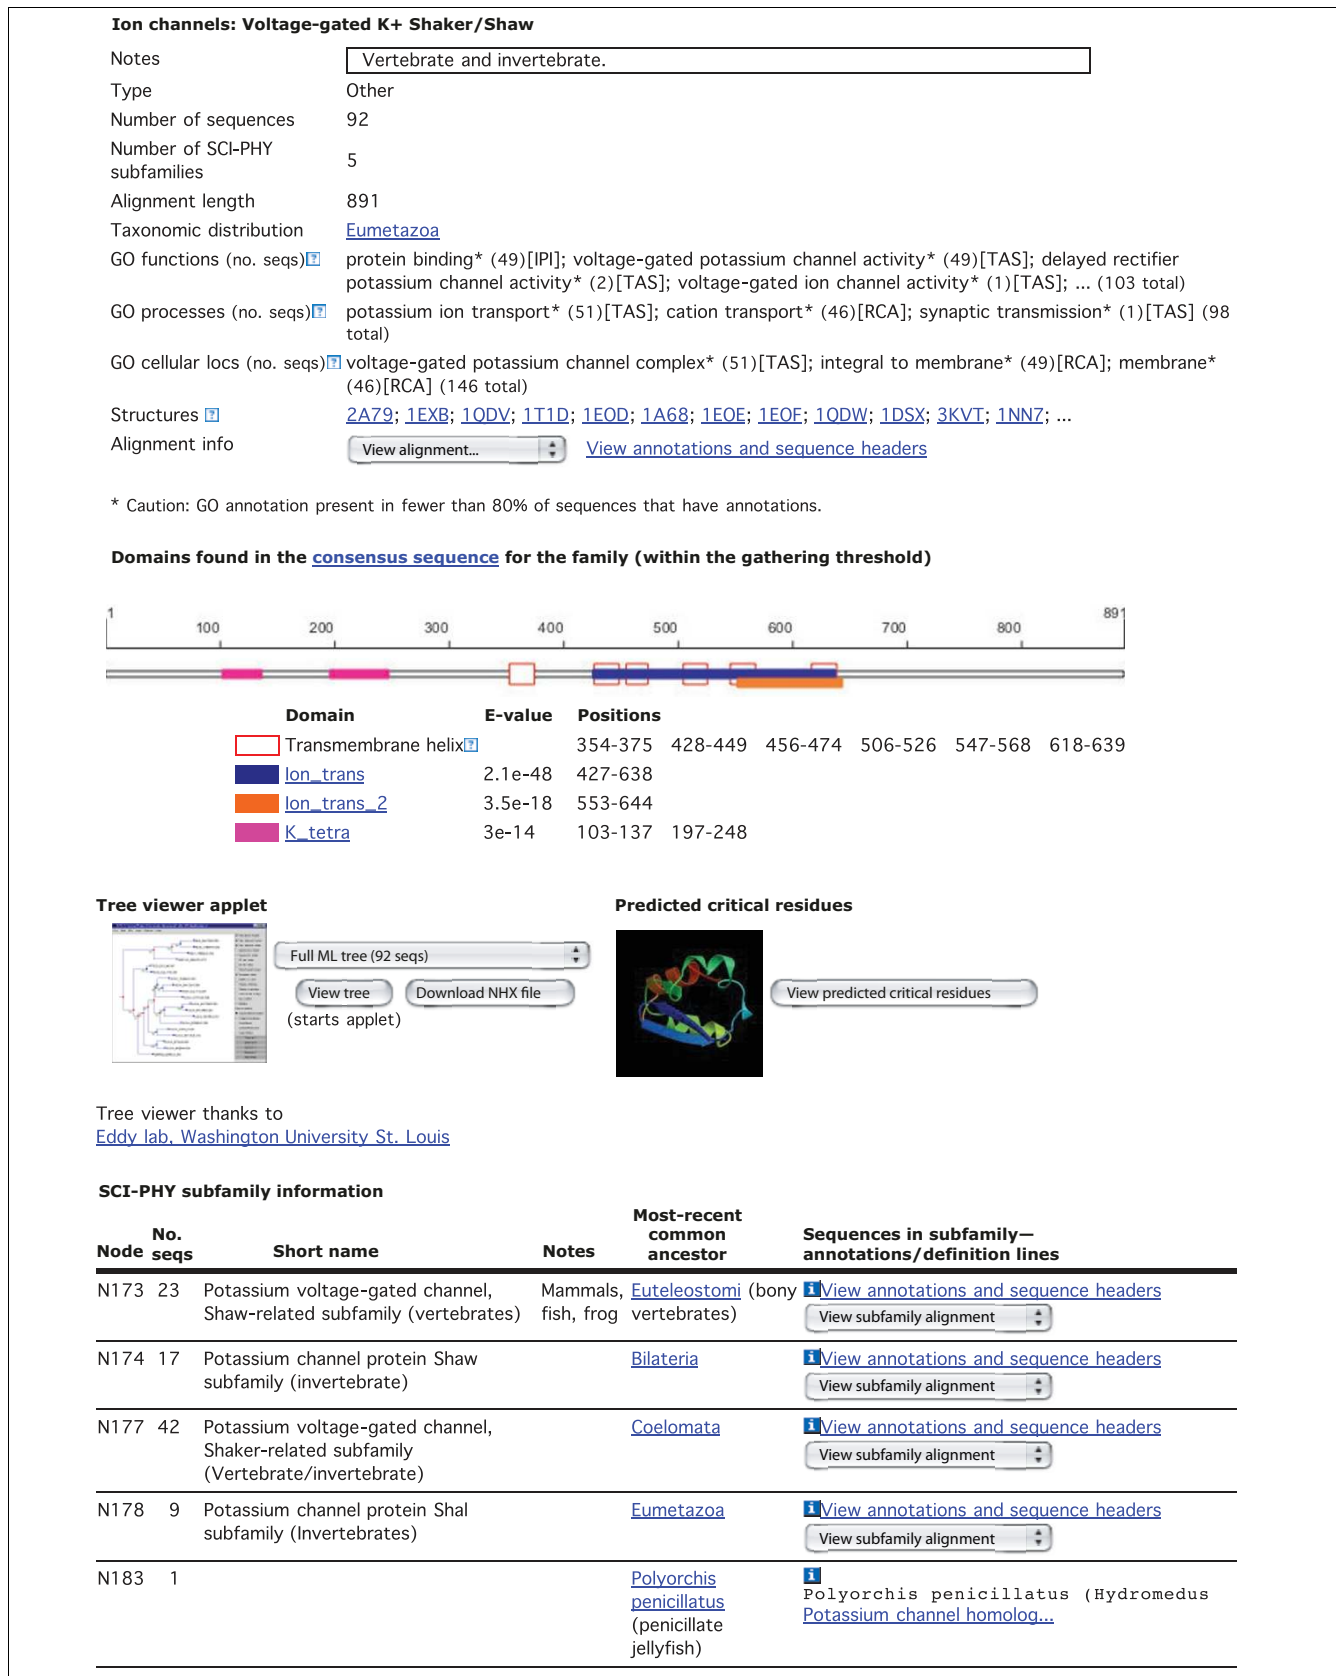 Ion channels: Voltage-gated K+ Shaker/Shaw
Notes Vertebrate and invertebrate.
Type Other
Number of sequences 92
Number of SCI-PHY
subfamilies 5
Alignment length 891
Taxonomic distribution Eumetazoa
GO functions (no. seqs)? protein binding* (49)[IPI]; voltage-gated potassium channel activity* (49)[TAS]; delayed rectifier
potassium channel activity* (2)[TAS]; voltage-gated ion channel activity* (1)[TAS]; ... (103 total)
GO processes (no. seqs)? potassium ion transport* (51)[TAS]; cation transport* (46)[RCA]; synaptic transmission* (1)[TAS] (98
total)
GO cellular locs (no. seqs)? voltage-gated potassium channel complex* (51)[TAS]; integral to membrane* (49)[RCA]; membrane*
(46)[RCA] (146 total)
Structures ? 2A79; 1EXB; 1QDV; 1T1D; 1EOD; 1A68; 1EOE; 1EOF; 1QDW; 1DSX; 3KVT; 1NN7; ...
Alignment info View alignment... View annotations and sequence headers
* Caution: GO annotation present in fewer than 80% of sequences that have annotations.
Domains found in the consensus sequence for the family (within the gathering threshold)
1 100 200 300 400 500 600 700 800 891
Domain E-value Positions
Transmembrane helix? 354-375 428-449 456-474 506-526 547-568 618-639
Ion_trans 2.1e-48 427-638
Ion_trans_2 3.5e-18 553-644
K_tetra 3e-14 103-137 197-248
Tree viewer applet Predicted critical residues
Full ML tree (92 seqs)
View tree Download NHX file View predicted critical residues
(starts applet)
Tree viewer thanks to
Eddy lab, Washington University St. Louis
SCI-PHY subfamily information
Node No. seqs Short name Notes Most-recent common ancestor Sequences in subfamily—annotations/definition lines
N173 23 Potassium voltage-gated channel, Mammals, Euteleostomi (bony i View annotations and sequence headers
Shaw-related subfamily (vertebrates) fish, frog vertebrates) View subfamily alignment
N174 17 Potassium channel protein Shaw Bilateria i View annotations and sequence headers
subfamily (invertebrate) View subfamily alignment
N177 42 Potassium voltage-gated channel, Coelomata i View annotations and sequence headers
Shaker-related subfamily View subfamily alignment
(Vertebrate/invertebrate)
N178 9 Potassium channel protein Shal Eumetazoa i View annotations and sequence headers
subfamily (Invertebrates) View subfamily alignment
N183 1 Polyorchis i
penicillatus Polyorchis penicillatus (Hydromedus
(penicillate Potassium channel homolog...
jellyfish)